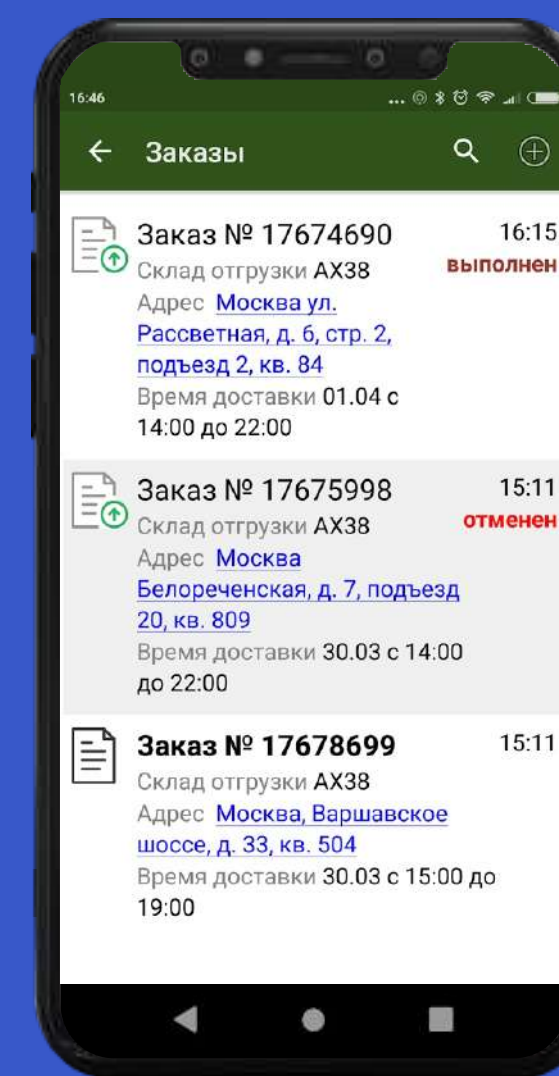 16:46
Заказы
Заказ № 17674690 16:15
Склад отгрузки АХ38 выполнен
Адрес Москва ул.
Рассветная, д. 6, стр. 2,
подъезд 2, кв. 84
Время доставки 01.04 с
14:00 до 22:00
Заказ № 17675998 15:11
Склад отгрузки АХ38 отменен
Адрес Москва
Белореченская, д. 7, подъезд
20, кв. 809
Время доставки 30.03 с 14:00
до 22:00
Заказ № 17678699 15:11
Склад отгрузки АХ38
Адрес Москва, Варшавское
шоссе, д. 33, кв. 504
Время доставки 30.03 с 15:00 до
19:00